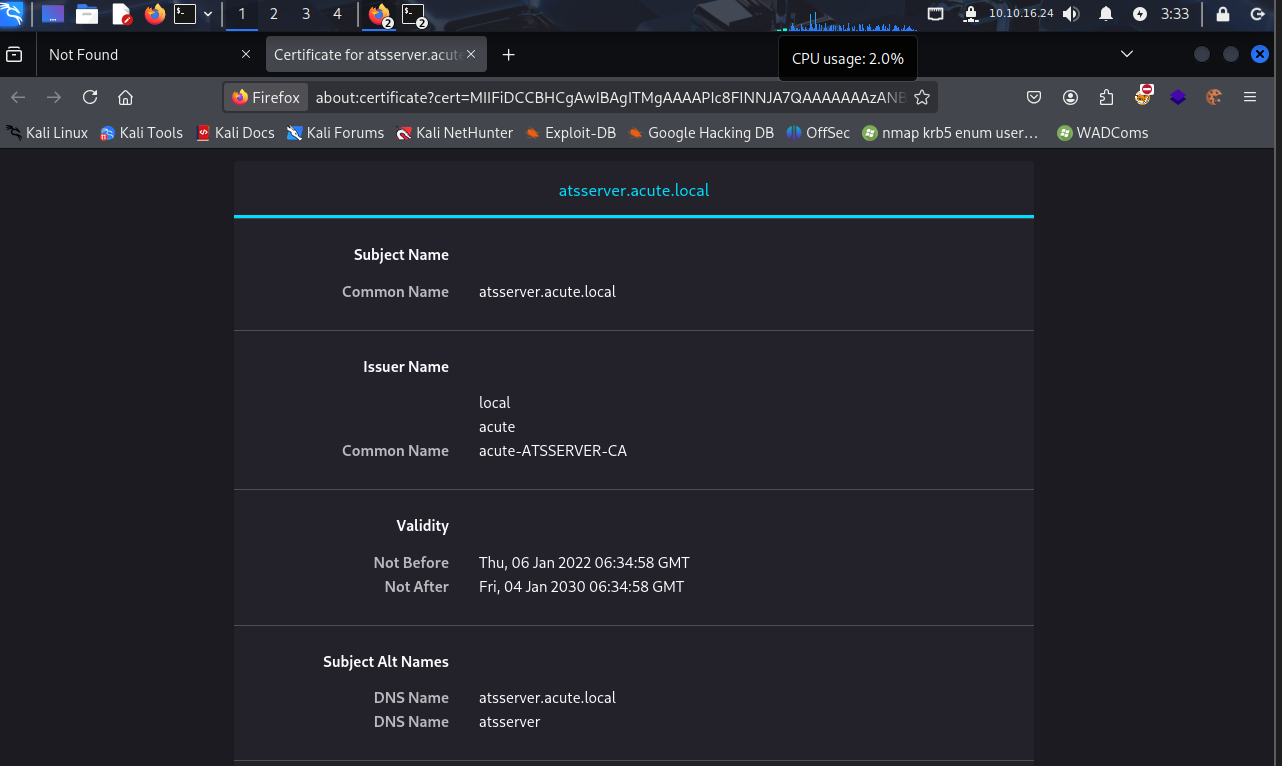 1 2 3 4 2 2 10.10.16.24 3:33
Not Found Certificate for atsserver.acute
CPU usage: 2.0%
Firefox about:certificate?cert=MIIFiDCCBHCgAwIBAgITMgAAAAPIc8FINNJA7QAAAAAAAzANB
Kali Linux Kali Tools Kali Docs Kali Forums Kali NetHunter Exploit-DB Google Hacking DB OffSec nmap krb5 enum user… WADComs
atsserver.acute.local
Subject Name
Common Name atsserver.acute.local
Issuer Name
local
acute
Common Name acute-ATSSERVER-CA
Validity
Not Before Thu, 06 Jan 2022 06:34:58 GMT
Not After Fri, 04 Jan 2030 06:34:58 GMT
Subject Alt Names
DNS Name atsserver.acute.local
DNS Name atsserver